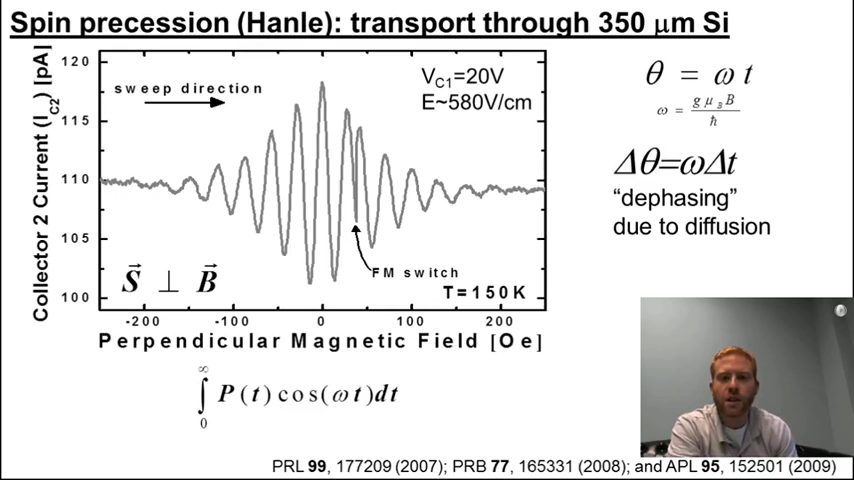 Spin precession (Hanle): transport through 350 μm Si
Collector 2 Current (I_C2) [pA]
120
115
110
105
100
sweep direction
V_C1=20V
E~580V/cm
FM switch
S⃗ ⊥ B⃗
T=150K
-200 -100 0 100 200
Perpendicular Magnetic Field [Oe]
θ = ω t
ω = g μ_B B / ħ
Δθ=ωΔt
“dephasing”
due to diffusion
∫₀^∞ P(t)cos(ωt)dt
PRL 99, 177209 (2007); PRB 77, 165331 (2008); and APL 95, 152501 (2009)